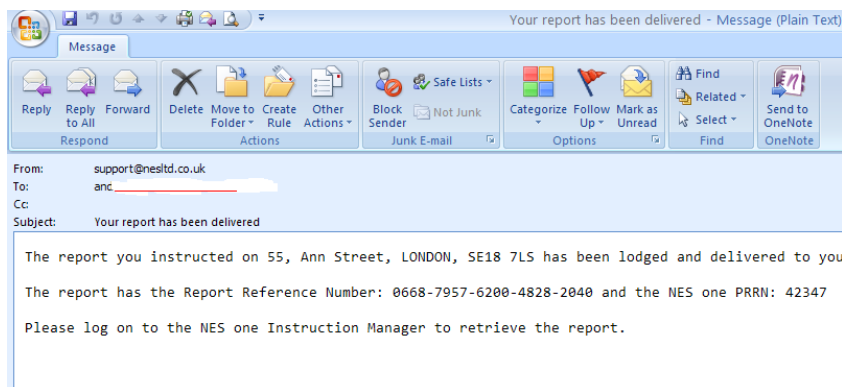 Your report has been delivered - Message (Plain Text)
Message
Reply
Reply to All
Forward
Respond
Delete
Move to Folder
Create Rule
Other Actions
Actions
Block Sender
Safe Lists
Not Junk
Junk E-mail
Categorize
Follow Up
Mark as Unread
Options
Find
Related
Select
Find
Send to OneNote
OneNote
From: support@nesltd.co.uk
To: anc
Cc:
Subject: Your report has been delivered
The report you instructed on 55, Ann Street, LONDON, SE18 7LS has been lodged and delivered to you
The report has the Report Reference Number: 0668-7957-6200-4828-2040 and the NES one PRRN: 42347
Please log on to the NES one Instruction Manager to retrieve the report.